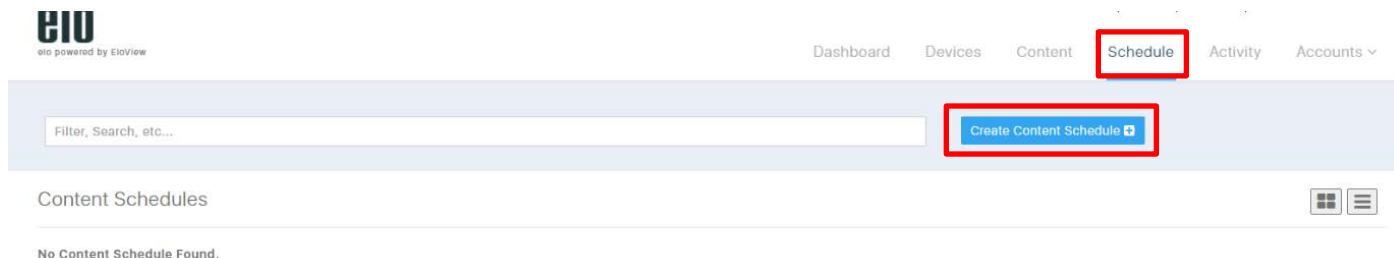 elo
elo powered by EloView
Dashboard Devices Content Schedule Activity Accounts
Filter, Search, etc...
Create Content Schedule
Content Schedules
No Content Schedule Found.